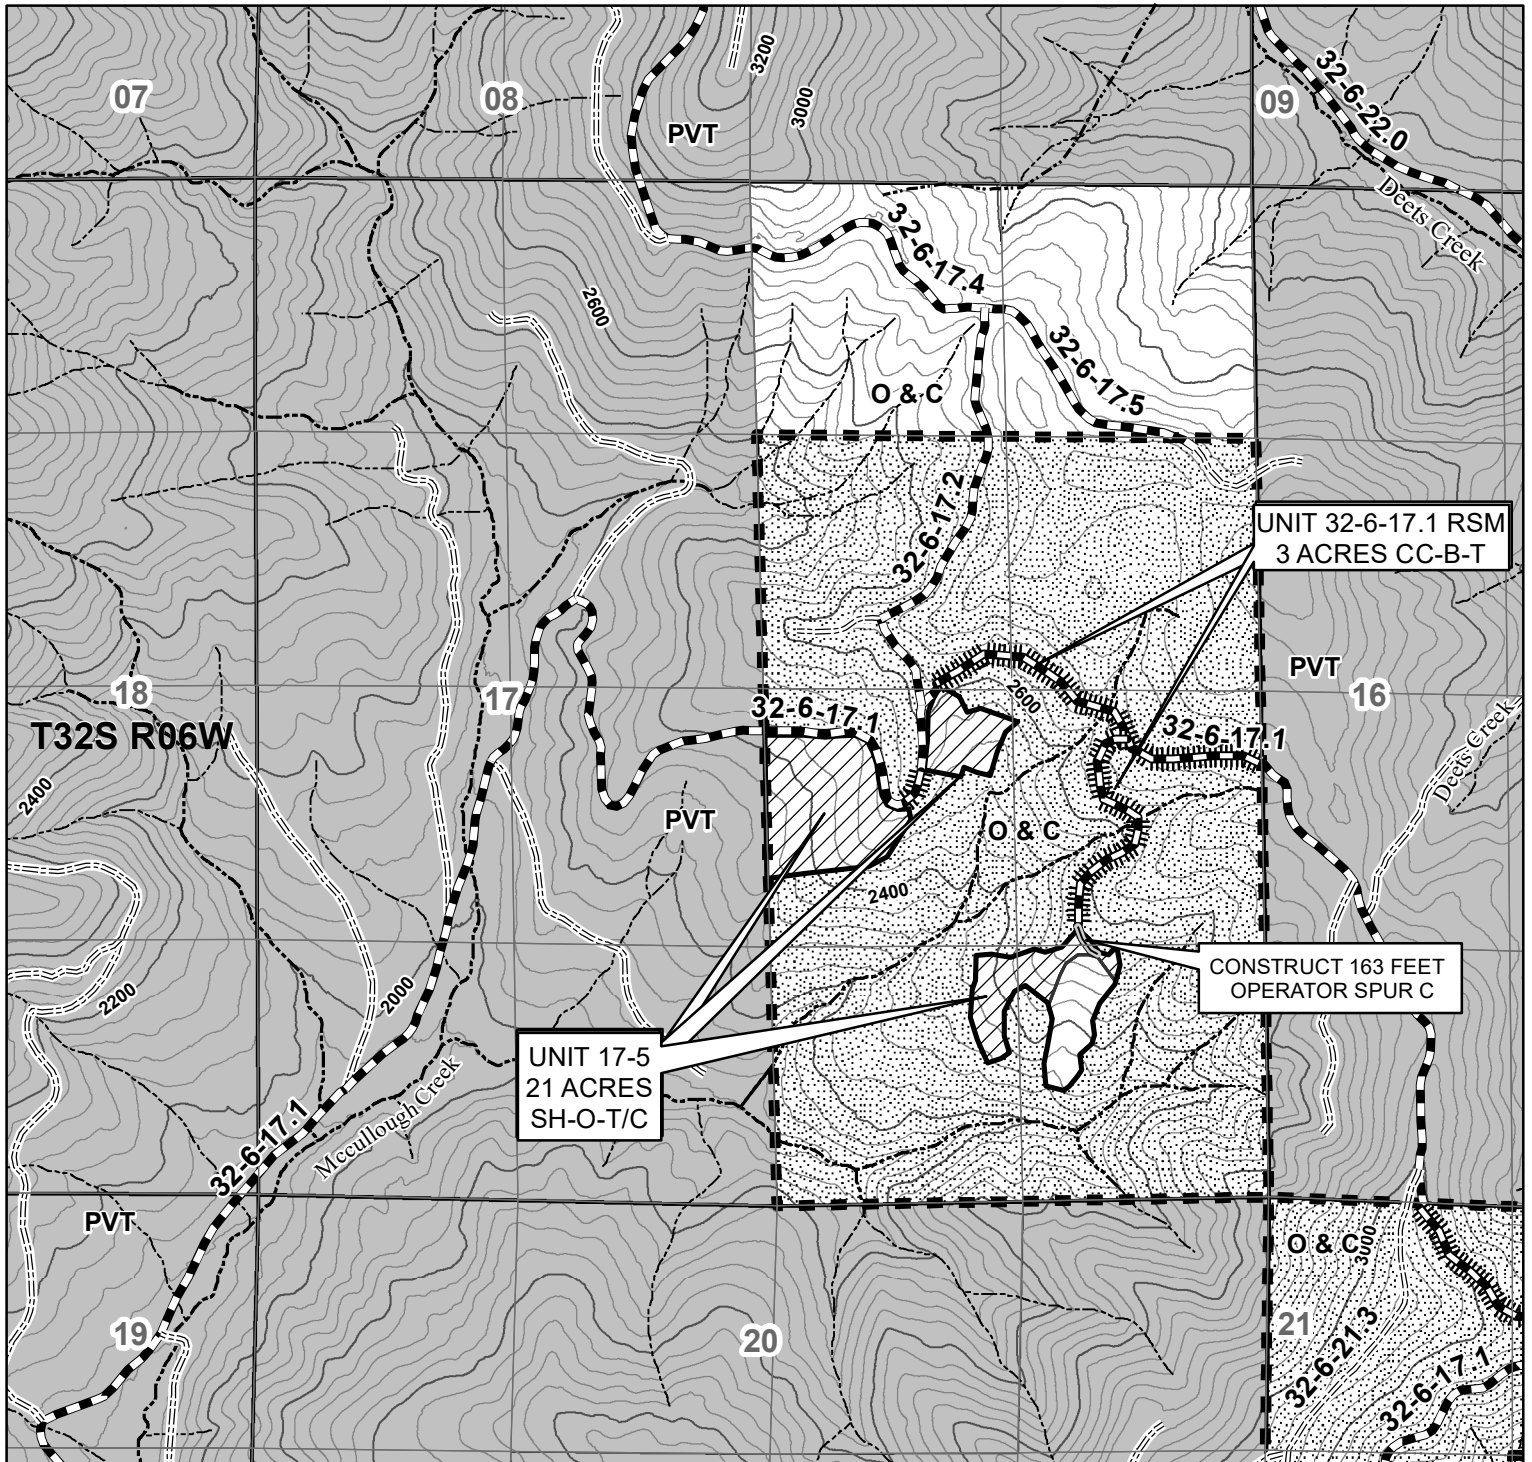 3200
07
08
09
3000
32-6-22.0
PVT
Deets Creek
32-6-17.4
2600
32-6-17.5
O & C
32-6-17.2
UNIT 32-6-17.1 RSM
3 ACRES CC-B-T
PVT
18
17
16
2600
32-6-17.1
T32S R06W
32-6-17.1
Deets Creek
2400
PVT
O & C
2400
CONSTRUCT 163 FEET
OPERATOR SPUR C
2200
2000
UNIT 17-5
21 ACRES
SH-O-T/C
Mccullough Creek
32-6-17.1
PVT
O & C
3000
19
20
21
32-6-21.3
32-6-17.1